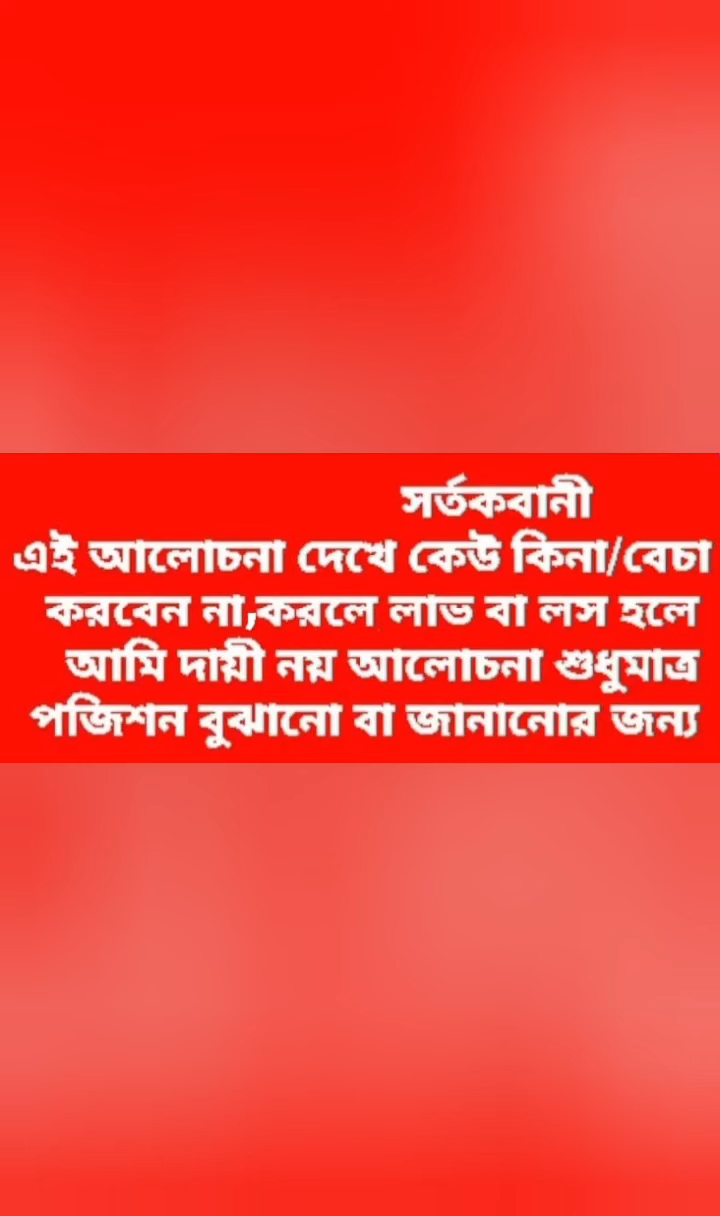 সর্তকবানী
এই আলোচনা দেখে কেউ কিনা/বেচা
করবেন না,করলে লাভ বা লস হলে
আমি দায়ী নয় আলোচনা শুধুমাত্র
পজিশন বুঝানো বা জানানোর জন্য